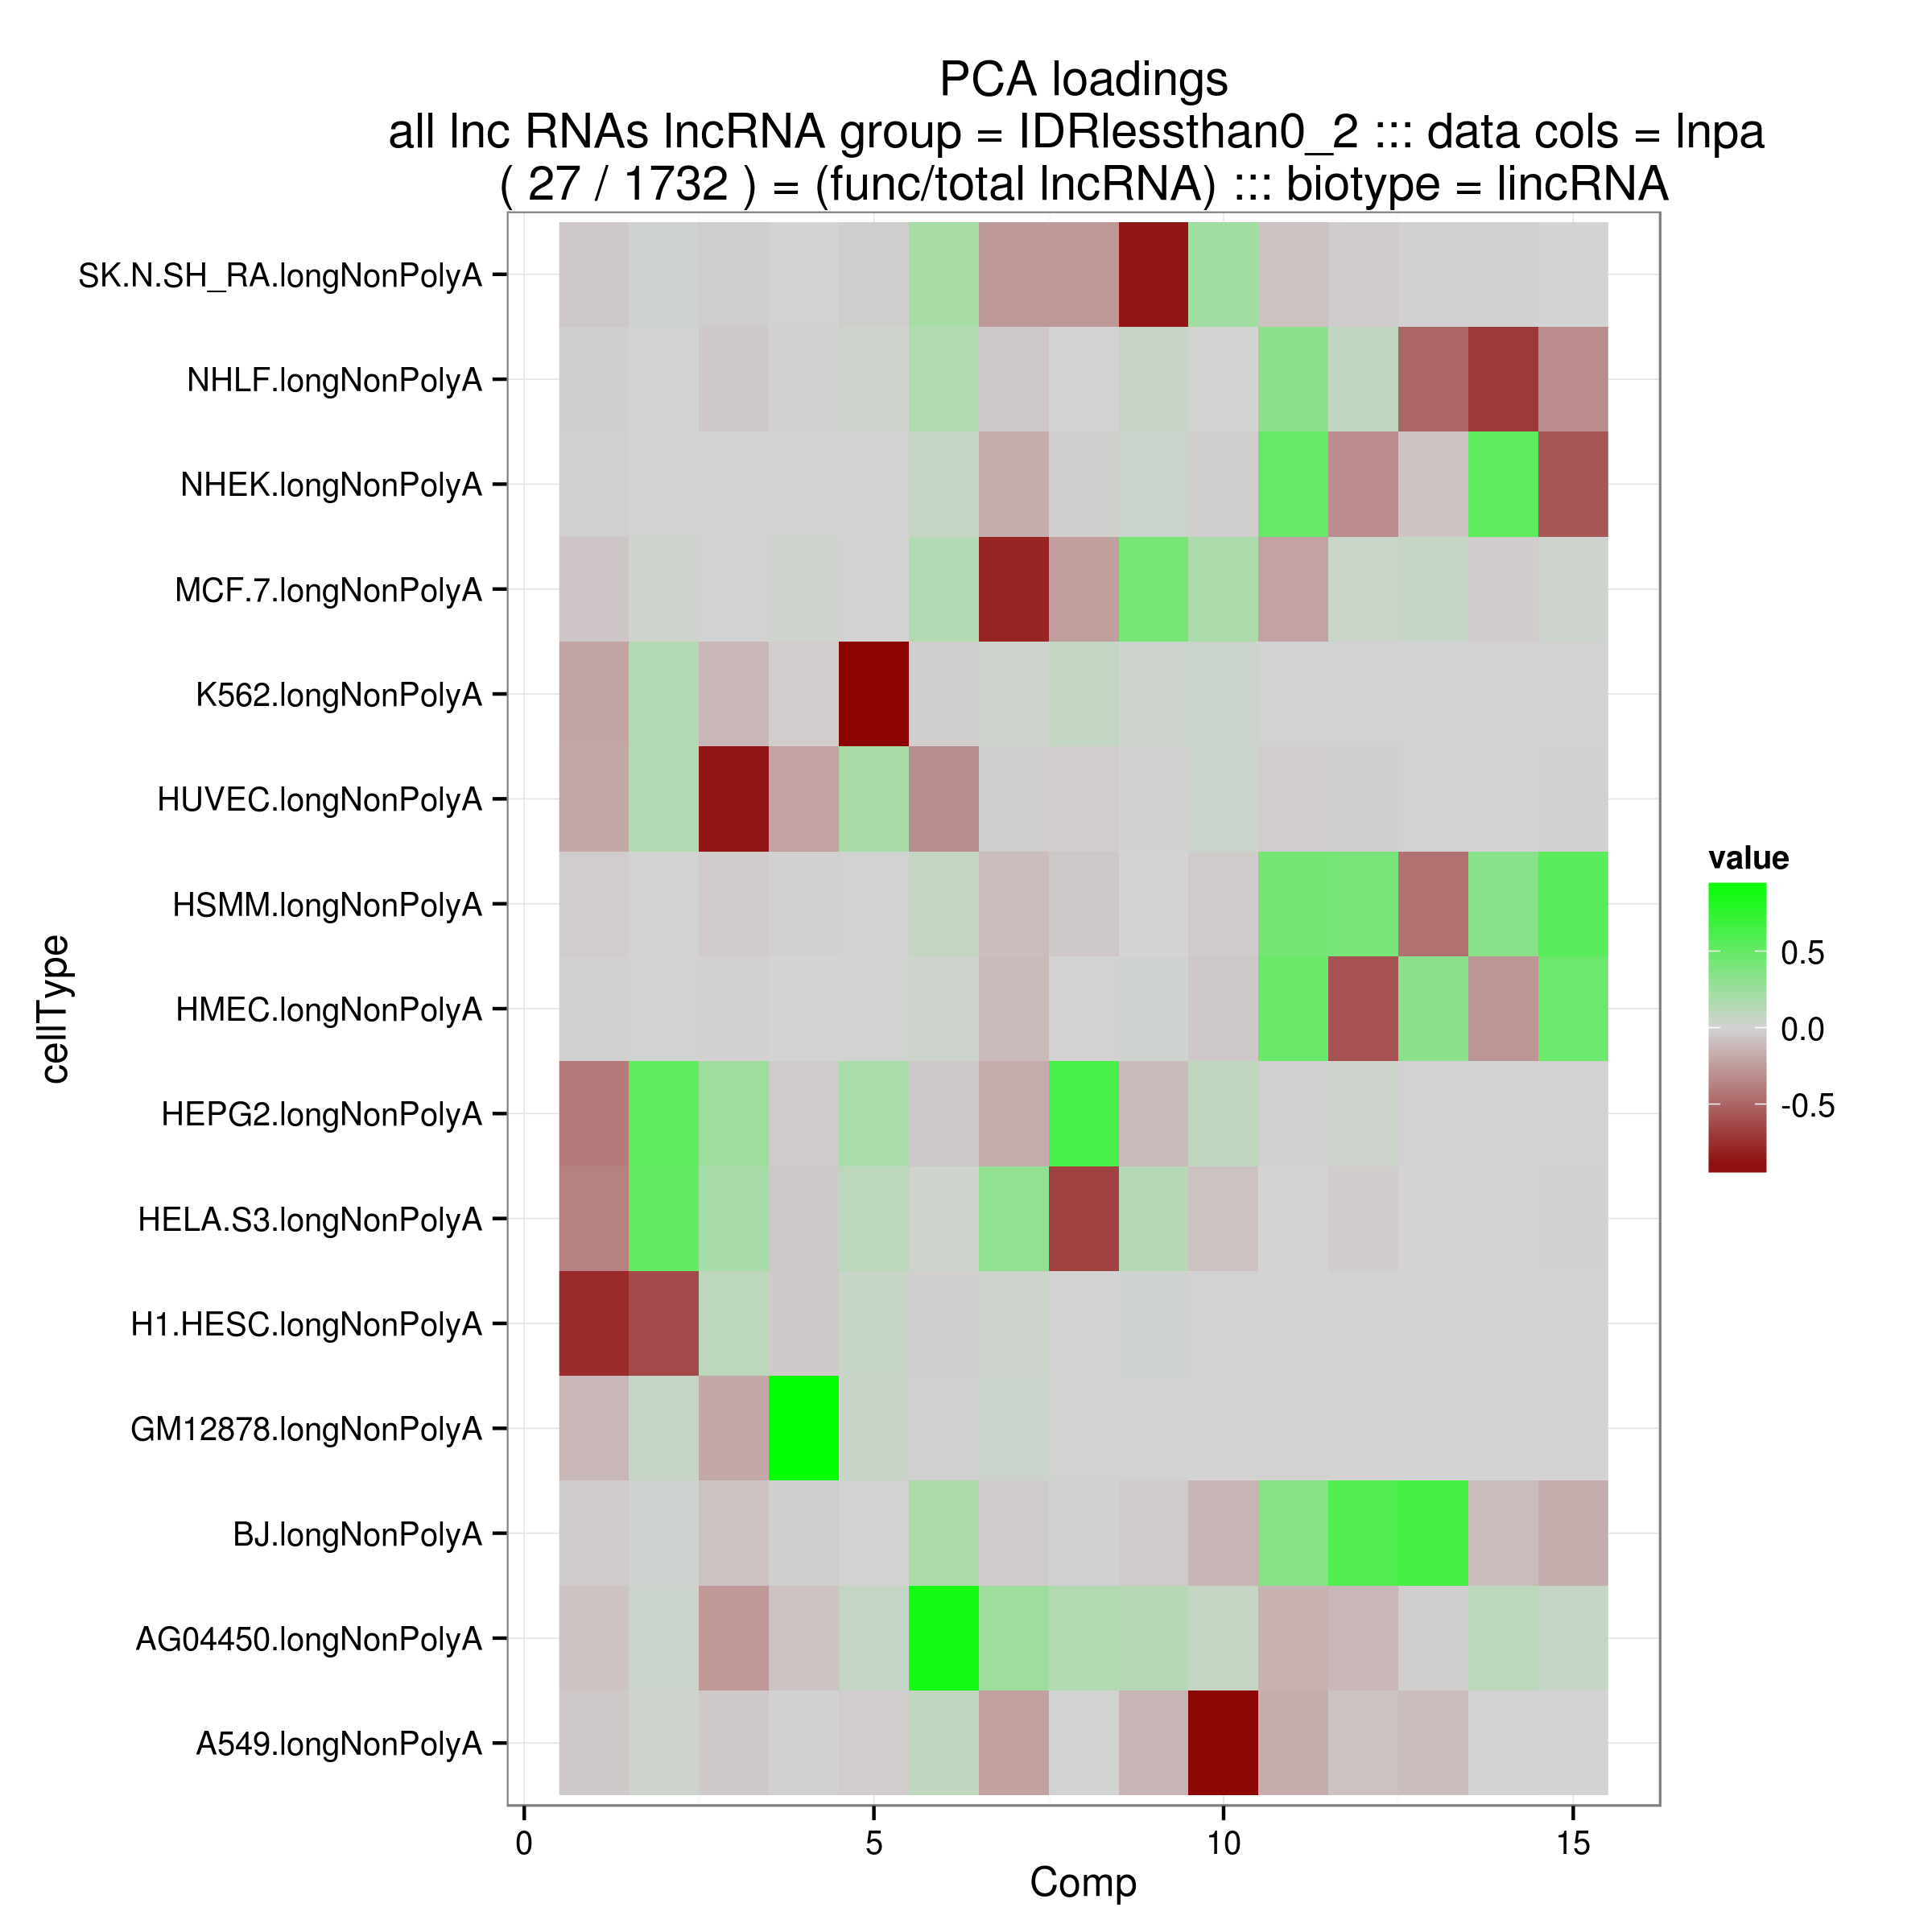 PCA loadings
all lnc RNAs lncRNA group = IDRlessthan0_2 ::: data cols = lnpa
( 27 / 1732 ) = (func/total lncRNA) ::: biotype = lincRNA
SK.N.SH_RA.longNonPolyA
NHLF.longNonPolyA
NHEK.longNonPolyA
MCF.7.longNonPolyA
K562.longNonPolyA
HUVEC.longNonPolyA
HSMM.longNonPolyA
HMEC.longNonPolyA
HEPG2.longNonPolyA
HELA.S3.longNonPolyA
H1.HESC.longNonPolyA
GM12878.longNonPolyA
BJ.longNonPolyA
AG04450.longNonPolyA
A549.longNonPolyA
cellType
0 5 10 15
Comp
value
0.5
0.0
-0.5